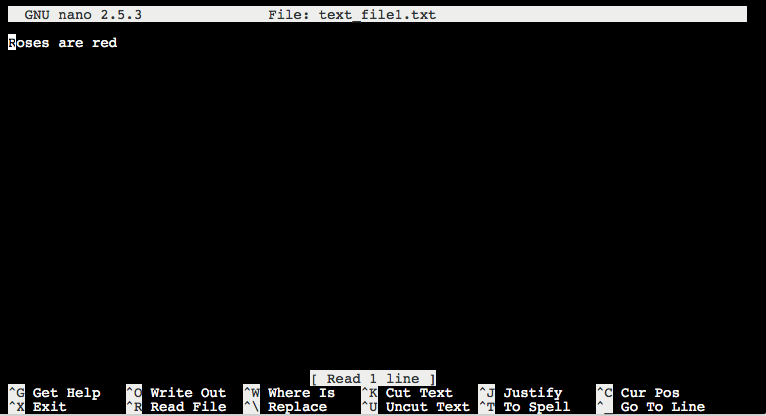 GNU nano 2.5.3 File: text_file1.txt
Roses are red
[ Read 1 line ]
^G Get Help ^O Write Out ^W Where Is ^K Cut Text ^J Justify ^C Cur Pos
^X Exit ^R Read File ^\ Replace ^U Uncut Text ^T To Spell ^_ Go To Line